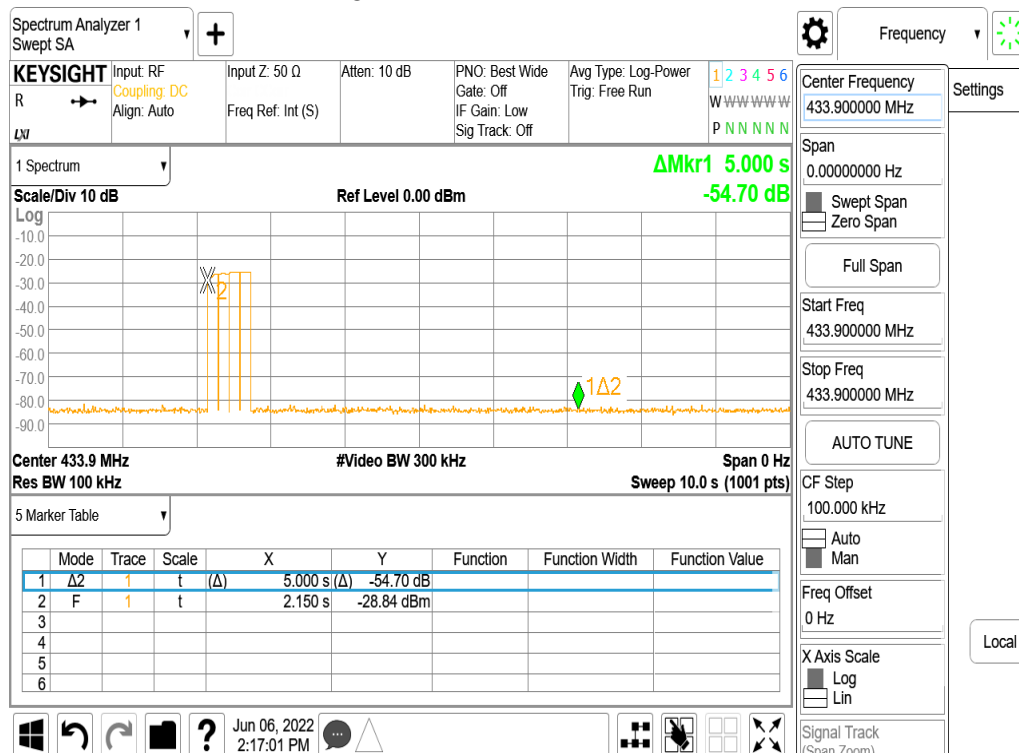 Spectrum Analyzer 1
Swept SA
Frequency
KEYSIGHT
R
LXI
Input: RF
Coupling: DC
Align: Auto
Input Z: 50 Ω
Freq Ref: Int (S)
Atten: 10 dB
PNO: Best Wide
Gate: Off
IF Gain: Low
Sig Track: Off
Avg Type: Log-Power
Trig: Free Run
1 2 3 4 5 6
W W W W W W
P N N N N N
1 Spectrum
ΔMkr1 5.000 s
-54.70 dB
Scale/Div 10 dB
Ref Level 0.00 dBm
Log
-10.0
-20.0
-30.0
-40.0
-50.0
-60.0
-70.0
-80.0
-90.0
X
2
1Δ2
Center 433.9 MHz
#Video BW 300 kHz
Span 0 Hz
Res BW 100 kHz
Sweep 10.0 s (1001 pts)
5 Marker Table
Mode Trace Scale X Y Function Function Width Function Value
1 Δ2 1 t (Δ) 5.000 s (Δ) -54.70 dB
2 F 1 t 2.150 s -28.84 dBm
3
4
5
6
Jun 06, 2022
2:17:01 PM
?
Center Frequency
433.900000 MHz
Settings
Span
0.00000000 Hz
Swept Span
Zero Span
Full Span
Start Freq
433.900000 MHz
Stop Freq
433.900000 MHz
AUTO TUNE
CF Step
100.000 kHz
Auto
Man
Freq Offset
0 Hz
Local
X Axis Scale
Log
Lin
Signal Track
(Span Zoom)